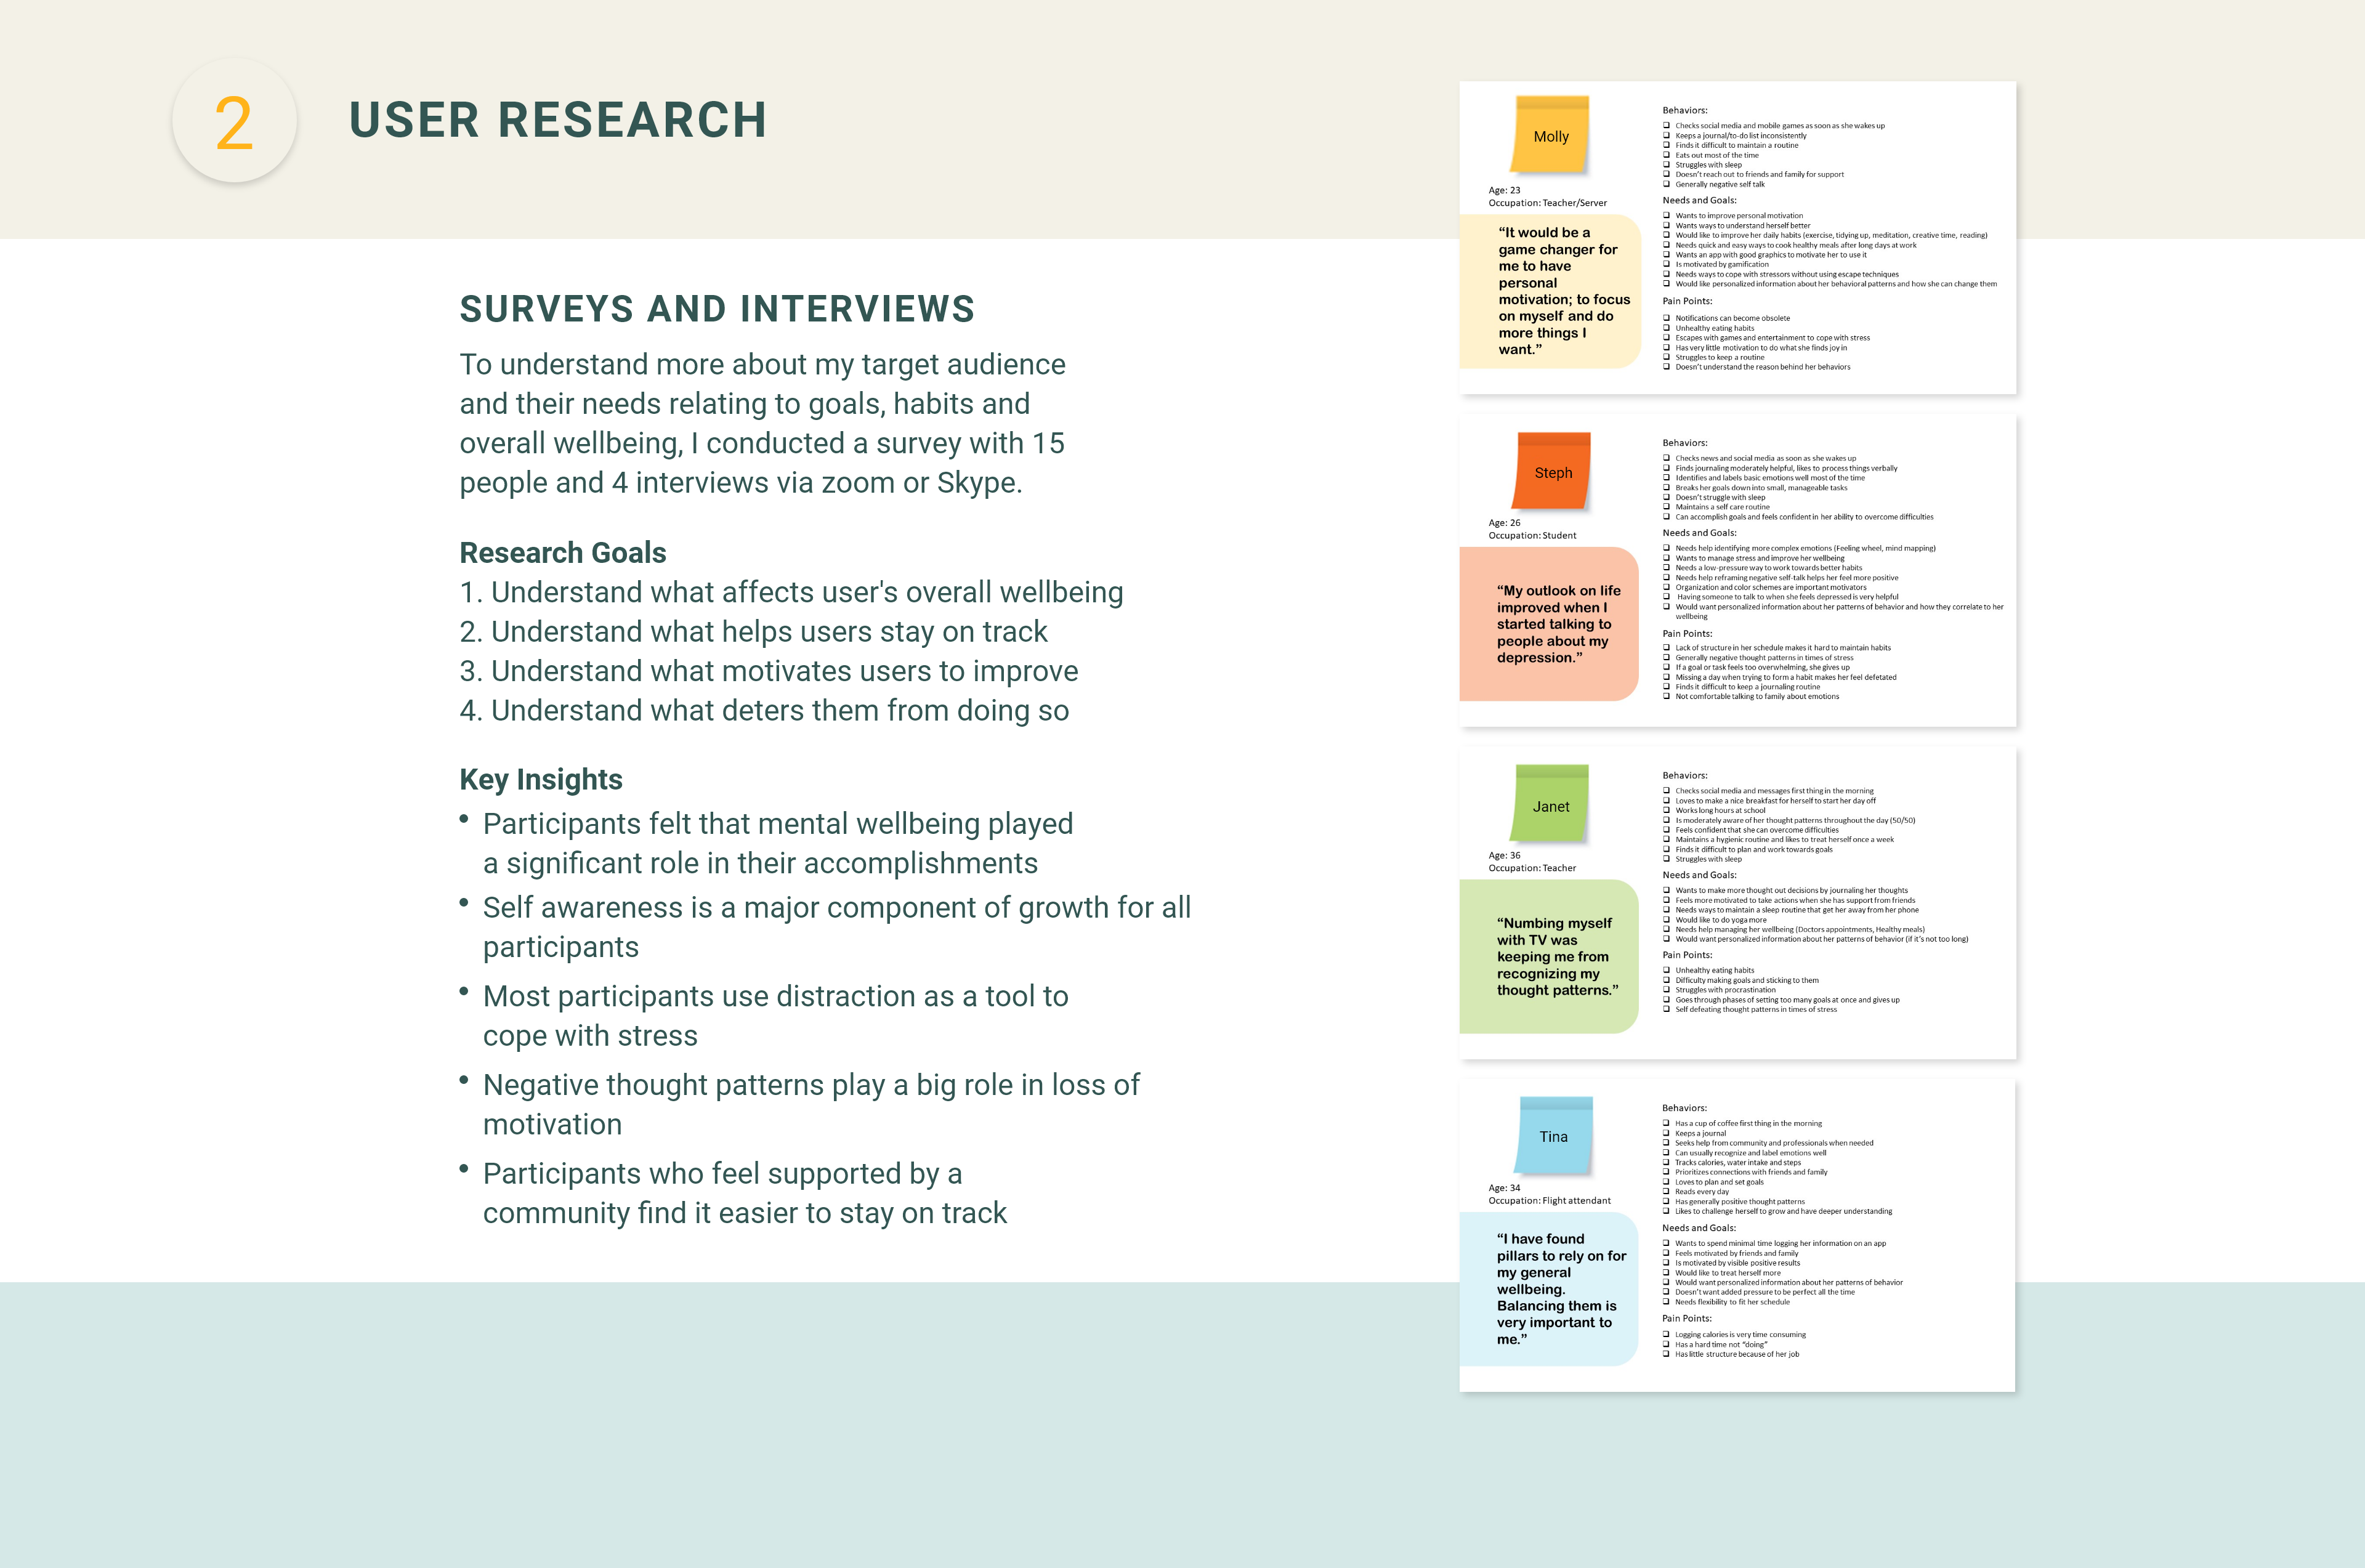 2
USER RESEARCH
SURVEYS AND INTERVIEWS
To understand more about my target audience
and their needs relating to goals, habits and
overall wellbeing, I conducted a survey with 15
people and 4 interviews via zoom or Skype.
Research Goals
1. Understand what affects user's overall wellbeing
2. Understand what helps users stay on track
3. Understand what motivates users to improve
4. Understand what deters them from doing so
Key Insights
• Participants felt that mental wellbeing played
a significant role in their accomplishments
• Self awareness is a major component of growth for all
participants
• Most participants use distraction as a tool to
cope with stress
• Negative thought patterns play a big role in loss of
motivation
• Participants who feel supported by a
community find it easier to stay on track
Molly
Age: 23
Occupation: Teacher/Server
“It would be a
game changer for
me to have
personal
motivation; to focus
on myself and do
more things I
want.”
Behaviors:
❑ Checks social media and mobile games as soon as she wakes up
❑ Keeps a journal/to-do list inconsistently
❑ Finds it difficult to maintain a routine
❑ Eats out most of the time
❑ Struggles with sleep
❑ Doesn’t reach out to friends and family for support
❑ Generally negative self talk
Needs and Goals:
❑ Wants to improve personal motivation
❑ Wants ways to understand herself better
❑ Would like to improve her daily habits (exercise, tidying up, meditation, creative time, reading)
❑ Needs quick and easy ways to cook healthy meals after long days at work
❑ Wants an app with good graphics to motivate her to use it
❑ Is motivated by gamification
❑ Needs ways to cope with stressors without using escape techniques
❑ Would like personalized information about her behavioral patterns and how she can change them
Pain Points:
❑ Notifications can become obsolete
❑ Unhealthy eating habits
❑ Escapes with games and entertainment to cope with stress
❑ Has very little motivation to do what she finds joy in
❑ Struggles to keep a routine
❑ Doesn’t understand the reason behind her behaviors
Steph
Age: 26
Occupation: Student
“My outlook on life
improved when I
started talking to
people about my
depression.”
Behaviors:
❑ Checks news and social media as soon as she wakes up
❑ Finds journaling moderately helpful, likes to process things verbally
❑ Identifies and labels basic emotions well most of the time
❑ Breaks her goals down into small, manageable tasks
❑ Doesn’t struggle with sleep
❑ Maintains a self care routine
❑ Can accomplish goals and feels confident in her ability to overcome difficulties
Needs and Goals:
❑ Needs help identifying more complex emotions (Feeling wheel, mind mapping)
❑ Wants to manage stress and improve her wellbeing
❑ Needs a low-pressure way to work towards better habits
❑ Needs help reframing negative self-talk helps her feel more positive
❑ Organization and color schemes are important motivators
❑ Having someone to talk to when she feels depressed is very helpful
❑ Would want personalized information about her patterns of behavior and how they correlate to her
wellbeing
Pain Points:
❑ Lack of structure in her schedule makes it hard to maintain habits
❑ Generally negative thought patterns in times of stress
❑ If a goal or task feels too overwhelming, she gives up
❑ Missing a day when trying to form a habit makes her feel defetated
❑ Finds it difficult to keep a journaling routine
❑ Not comfortable talking to family about emotions
Janet
Age: 36
Occupation: Teacher
“Numbing myself
with TV was
keeping me from
recognizing my
thought patterns.”
Behaviors:
❑ Checks social media and messages first thing in the morning
❑ Loves to make a nice breakfast for herself to start her day off
❑ Works long hours at school
❑ Is moderately aware of her thought patterns throughout the day (50/50)
❑ Feels confident that she can overcome difficulties
❑ Maintains a hygienic routine and likes to treat herself once a week
❑ Finds it difficult to plan and work towards goals
❑ Struggles with sleep
Needs and Goals:
❑ Wants to make more thought out decisions by journaling her thoughts
❑ Feels more motivated to take actions when she has support from friends
❑ Needs ways to maintain a sleep routine that get her away from her phone
❑ Would like to do yoga more
❑ Needs help managing her wellbeing (Doctors appointments, Healthy meals)
❑ Would want personalized information about her patterns of behavior (if it’s not too long)
Pain Points:
❑ Unhealthy eating habits
❑ Difficulty making goals and sticking to them
❑ Struggles with procrastination
❑ Goes through phases of setting too many goals at once and gives up
❑ Self defeating thought patterns in times of stress
Tina
Age: 34
Occupation: Flight attendant
“I have found
pillars to rely on for
my general
wellbeing.
Balancing them is
very important to
me.”
Behaviors:
❑ Has a cup of coffee first thing in the morning
❑ Keeps a journal
❑ Seeks help from community and professionals when needed
❑ Can usually recognize and label emotions well
❑ Tracks calories, water intake and steps
❑ Prioritizes connections with friends and family
❑ Loves to plan and set goals
❑ Reads every day
❑ Has generally positive thought patterns
❑ Likes to challenge herself to grow and have deeper understanding
Needs and Goals:
❑ Wants to spend minimal time logging her information on an app
❑ Feels motivated by friends and family
❑ Is motivated by visible positive results
❑ Would like to treat herself more
❑ Would want personalized information about her patterns of behavior
❑ Doesn’t want added pressure to be perfect all the time
❑ Needs flexibility to fit her schedule
Pain Points:
❑ Logging calories is very time consuming
❑ Has a hard time not “doing”
❑ Has little structure because of her job